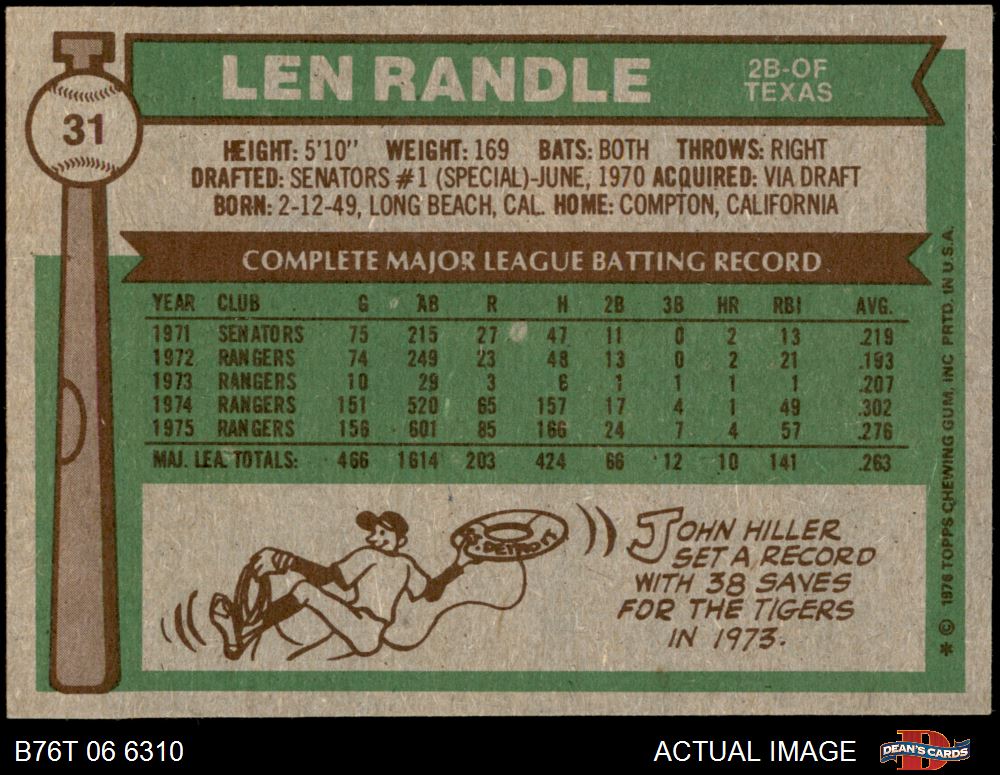 LEN RANDLE
2B-OF
TEXAS
31
HEIGHT: 5'10" WEIGHT: 169 BATS: BOTH THROWS: RIGHT
DRAFTED: SENATORS #1 (SPECIAL)-JUNE, 1970 ACQUIRED: VIA DRAFT
BORN: 2-12-49, LONG BEACH, CAL. HOME: COMPTON, CALIFORNIA
COMPLETE MAJOR LEAGUE BATTING RECORD
YEAR CLUB G AB R H 2B 3B HR RBI AVG.
1971 SENATORS 75 215 27 47 11 0 2 13 .219
1972 RANGERS 74 249 23 48 13 0 2 21 .193
1973 RANGERS 10 29 3 6 1 1 1 1 .207
1974 RANGERS 151 520 65 157 17 4 1 49 .302
1975 RANGERS 156 601 85 166 24 7 4 57 .276
MAJ. LEA. TOTALS: 466 1614 203 424 66 12 10 141 .263
DETROIT
JOHN HILLER
SET A RECORD
WITH 38 SAVES
FOR THE TIGERS
IN 1973.
* © 1976 TOPPS CHEWING GUM, INC PRTD. IN U.S.A.
B76T 06 6310
ACTUAL IMAGE
D
DEAN'S CARDS